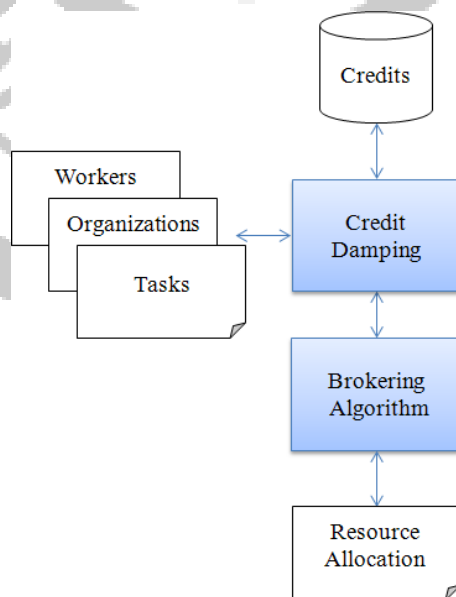 Credits
Workers
Organizations
Tasks
Credit
Damping
Brokering
Algorithm
Resource
Allocation